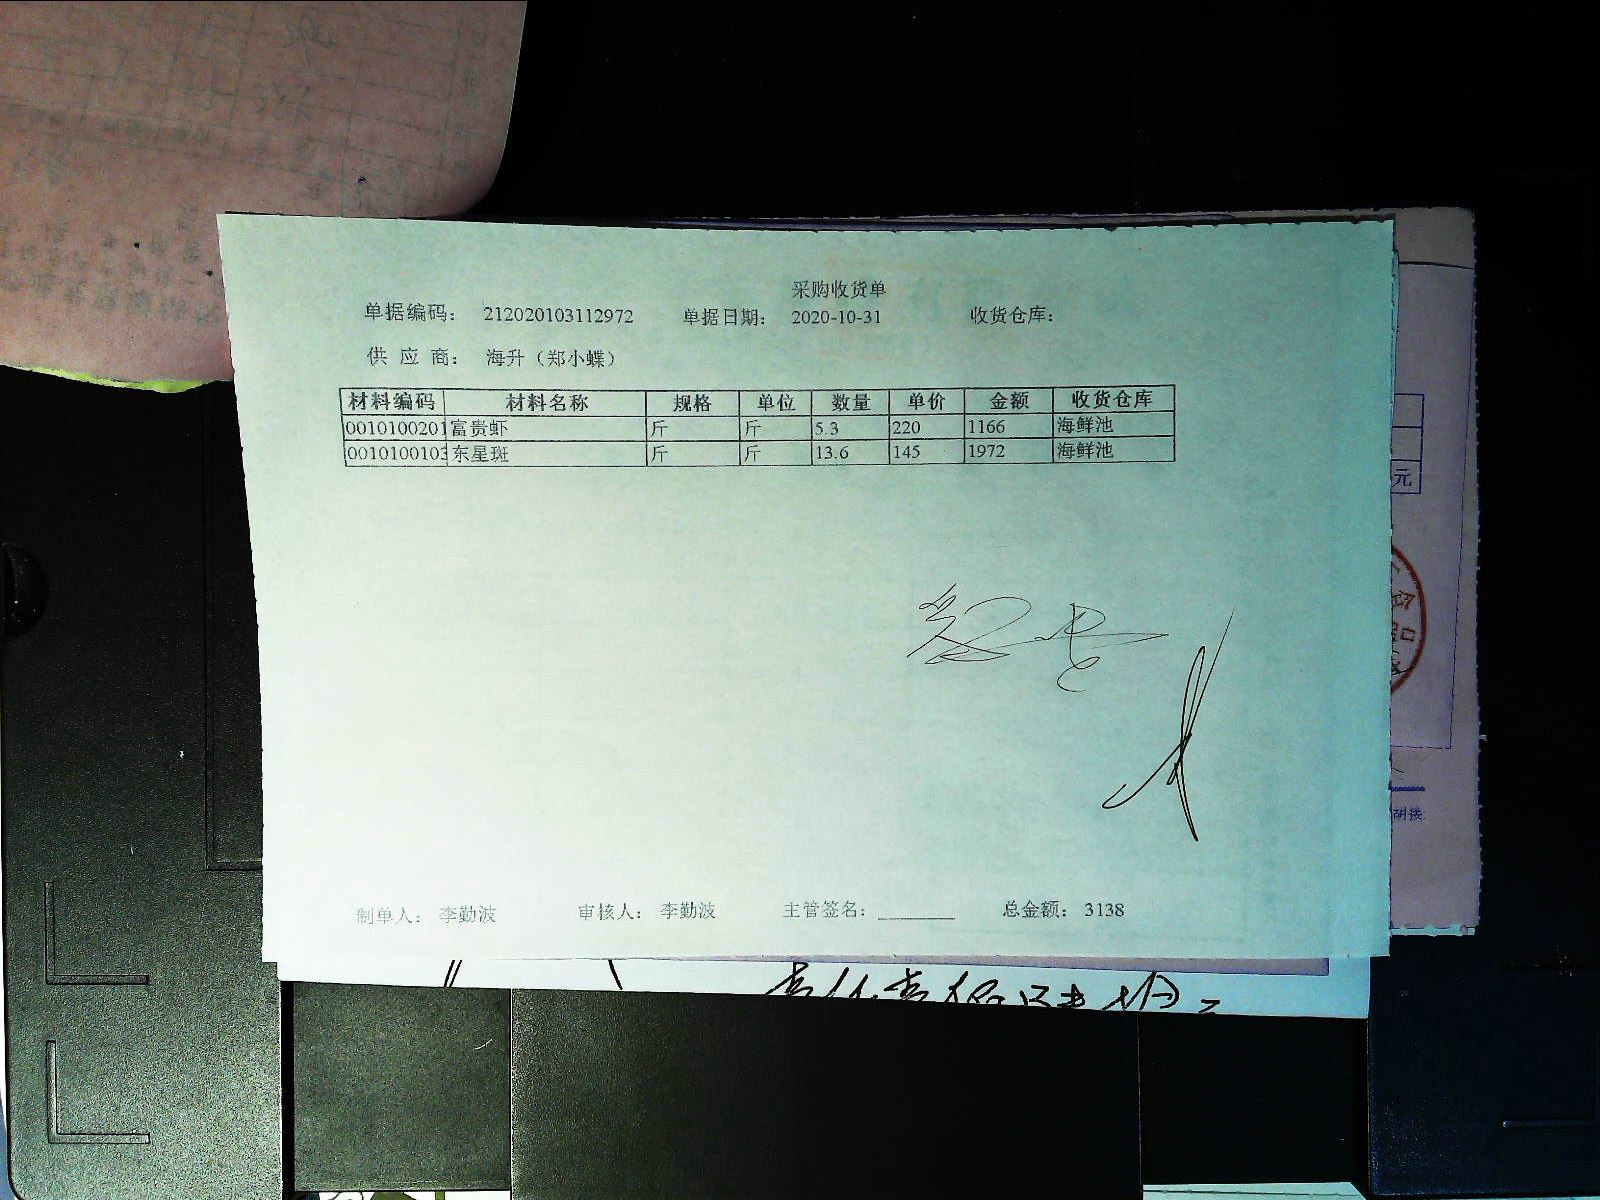 采购收货单
单据编码： 212020103112972 单据日期： 2020-10-31 收货仓库：
供 应 商： 海升（郑小蝶）
材料编码 材料名称 规格 单位 数量 单价 金额 收货仓库
0010100201 富贵虾 斤 斤 5.3 220 1166 海鲜池
0010100103 东星斑 斤 斤 13.6 145 1972 海鲜池
元
制单人： 李勤波 审核人： 李勤波 主管签名：________ 总金额： 3138